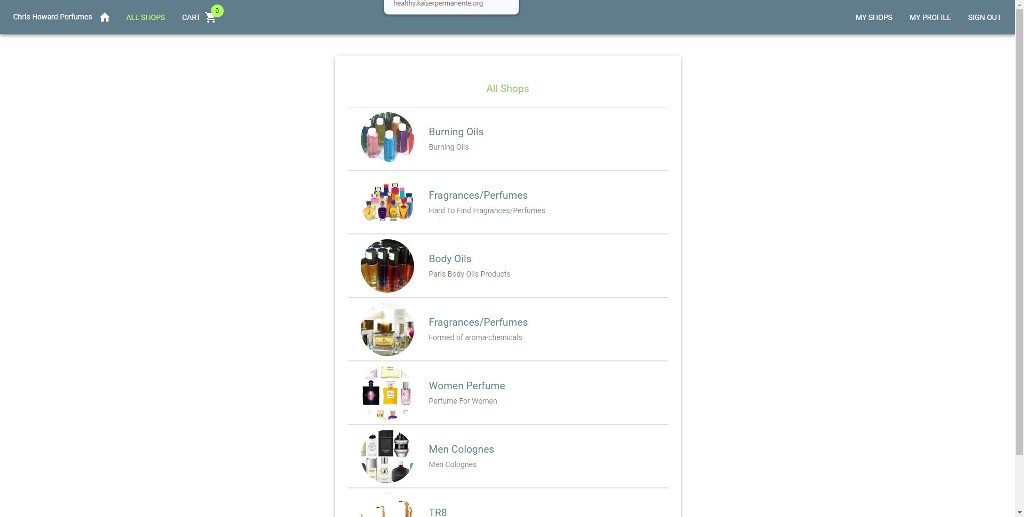 healthy.kaiserpermanente.org
Chris Howard Perfumes
ALL SHOPS
CART
0
MY SHOPS
MY PROFILE
SIGN OUT
All Shops
Burning Oils
Burning Oils
Fragrances/Perfumes
Hard To Find Fragrances/Perfumes
Body Oils
Paris Body Oils Products
Fragrances/Perfumes
Formed of aroma-chemicals
Women Perfume
Perfume For Women
Men Colognes
Men Colognes
TR8